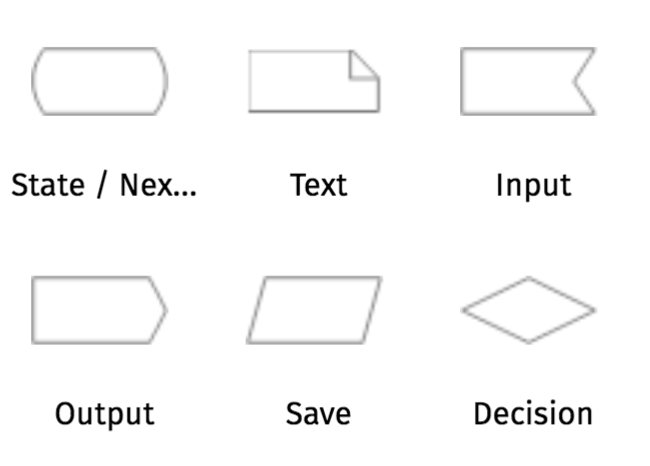 State / Nex...
Text
Input
Output
Save
Decision